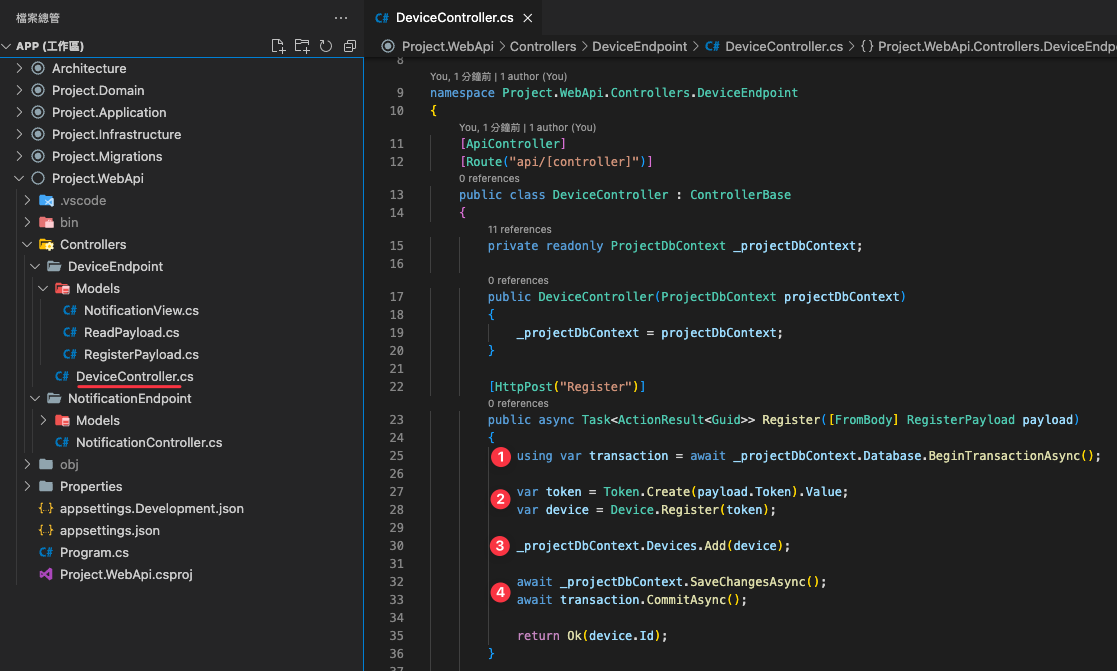 檔案總管
APP (工作區)
Architecture
Project.Domain
Project.Application
Project.Infrastructure
Project.Migrations
Project.WebApi
.vscode
bin
Controllers
DeviceEndpoint
Models
C# NotificationView.cs
C# ReadPayload.cs
C# RegisterPayload.cs
C# DeviceController.cs
NotificationEndpoint
Models
C# NotificationController.cs
obj
Properties
{..} appsettings.Development.json
{..} appsettings.json
C# Program.cs
Project.WebApi.csproj
C# DeviceController.cs
Project.WebApi > Controllers > DeviceEndpoint > C# DeviceController.cs > {} Project.WebApi.Controllers.DeviceEndp
8
You, 1 分鐘前 | 1 author (You)
9 namespace Project.WebApi.Controllers.DeviceEndpoint
10 {
You, 1 分鐘前 | 1 author (You)
11 [ApiController]
12 [Route("api/[controller]")]
0 references
13 public class DeviceController : ControllerBase
14 {
11 references
15 private readonly ProjectDbContext _projectDbContext;
16
0 references
17 public DeviceController(ProjectDbContext projectDbContext)
18 {
19 _projectDbContext = projectDbContext;
20 }
21
22 [HttpPost("Register")]
0 references
23 public async Task<ActionResult<Guid>> Register([FromBody] RegisterPayload payload)
24 {
25 1 using var transaction = await _projectDbContext.Database.BeginTransactionAsync();
26
27 2 var token = Token.Create(payload.Token).Value;
28 var device = Device.Register(token);
29
30 3 _projectDbContext.Devices.Add(device);
31
32 4 await _projectDbContext.SaveChangesAsync();
33 await transaction.CommitAsync();
34
35 return Ok(device.Id);
36 }
37